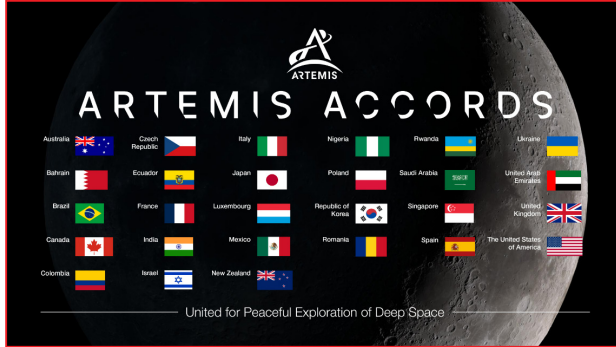 ARTEMIS
ARTEMIS ACCORDS
Australia
Bahrain
Brazil
Canada
Colombia
Czech
Republic
Ecuador
France
India
Israel
Italy
Japan
Luxembourg
Mexico
New Zealand
Nigeria
Poland
Republic of
Korea
Romania
Rwanda
Saudi Arabia
Singapore
Spain
Ukraine
United Arab
Emirates
United
Kingdom
The United States
of America
United for Peaceful Exploration of Deep Space